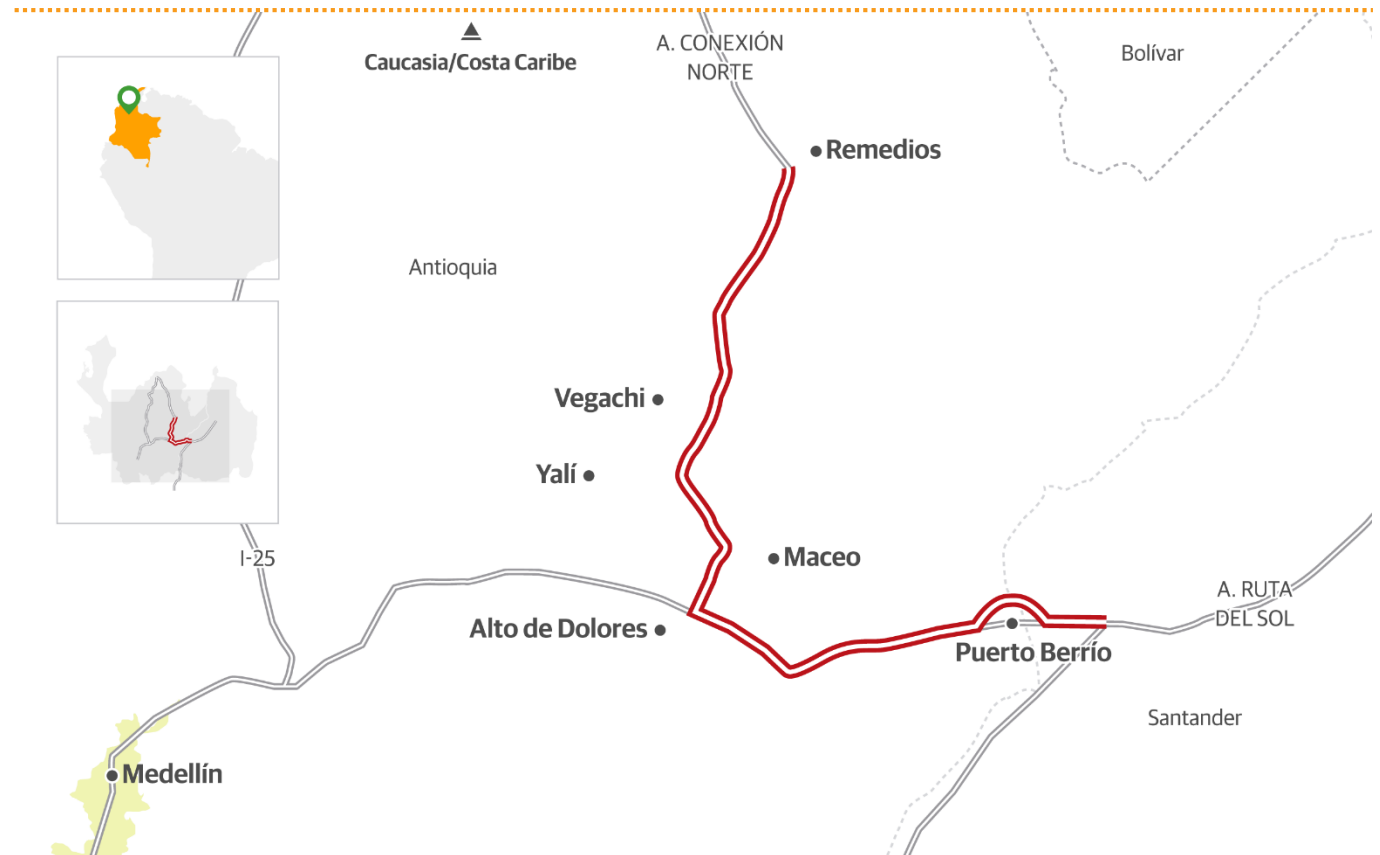 Caucasia/Costa Caribe
A. CONEXIÓN
NORTE
Bolívar
Remedios
Antioquia
Vegachi
Yalí
I-25
Maceo
A. RUTA
DEL SOL
Alto de Dolores
Puerto Berrío
Santander
Medellín